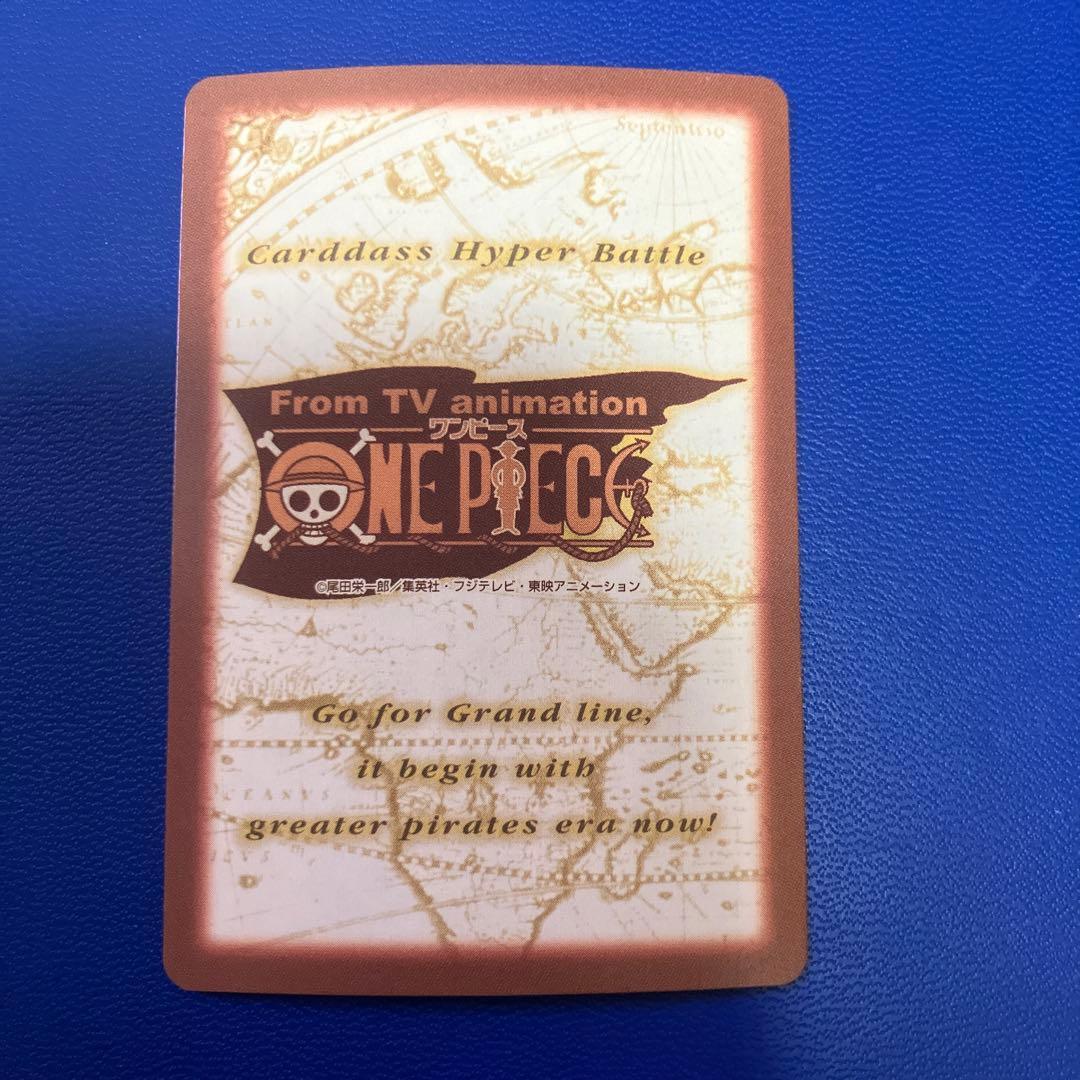 Septentrio
Carddass Hyper Battle
From TV animation
ワンピース
ONE PIECE
©尾田栄一郎／集英社・フジテレビ・東映アニメーション
Go for Grand line,
it begin with
CEANVS
greater pirates era now!